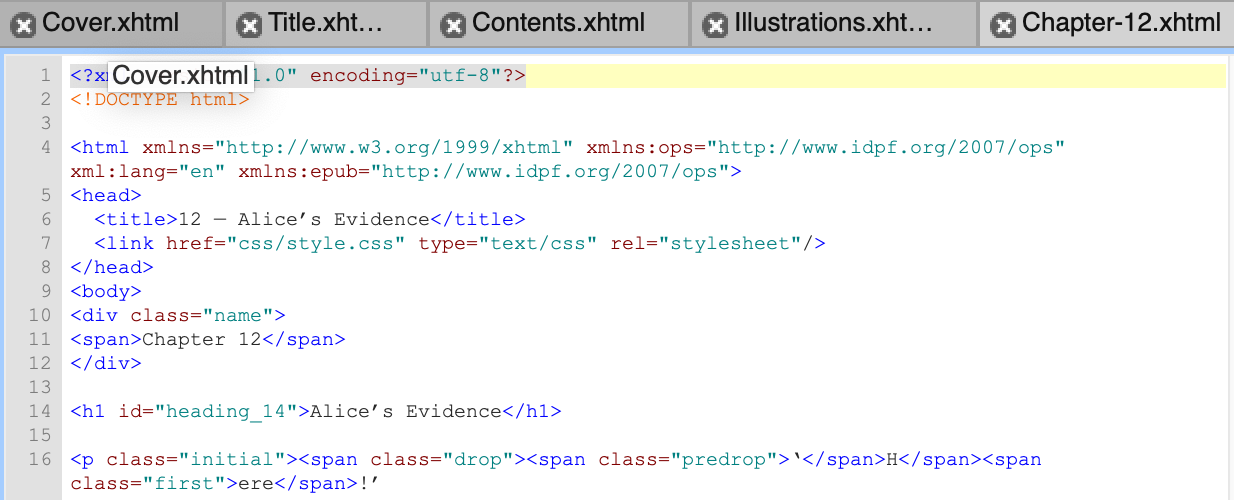 Cover.xhtml Title.xht... Contents.xhtml Illustrations.xht... Chapter-12.xhtml
1 <?xm Cover.xhtml 1.0" encoding="utf-8"?>
2 <!DOCTYPE html>
3
4 <html xmlns="http://www.w3.org/1999/xhtml" xmlns:ops="http://www.idpf.org/2007/ops"
xml:lang="en" xmlns:epub="http://www.idpf.org/2007/ops">
5 <head>
6 <title>12 — Alice’s Evidence</title>
7 <link href="css/style.css" type="text/css" rel="stylesheet"/>
8 </head>
9 <body>
10 <div class="name">
11 <span>Chapter 12</span>
12 </div>
13
14 <h1 id="heading_14">Alice’s Evidence</h1>
15
16 <p class="initial"><span class="drop"><span class="predrop">‘</span>H</span><span
class="first">ere</span>!’